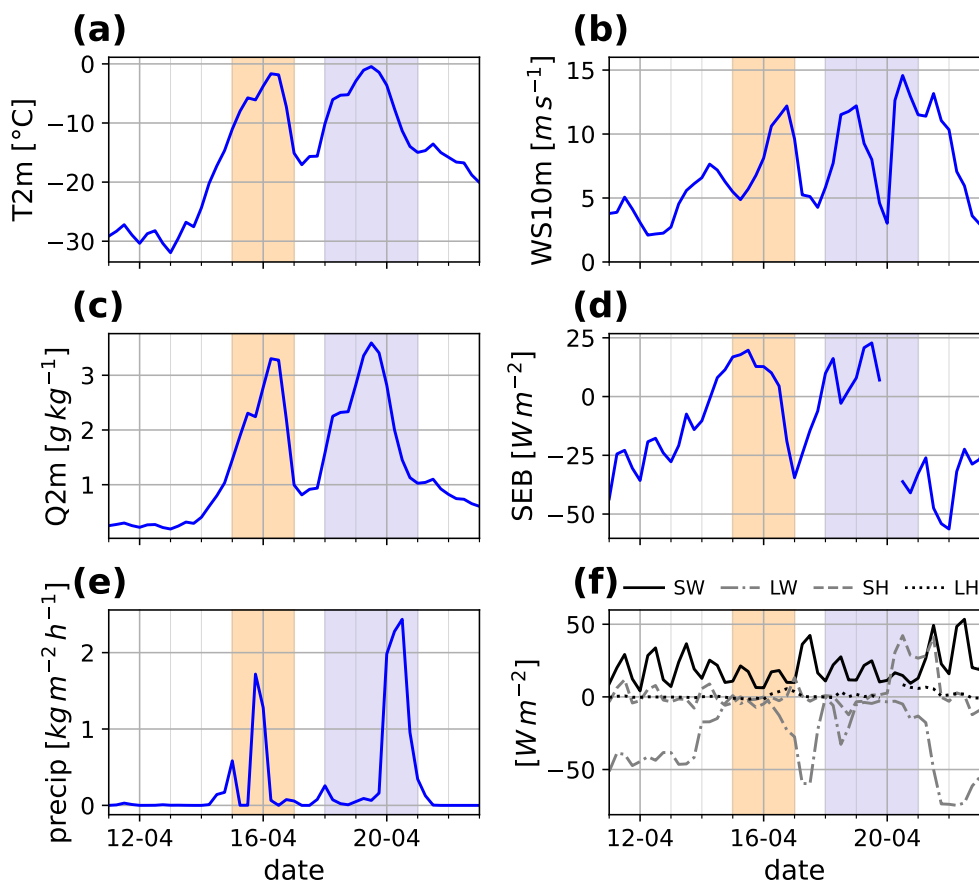 (a)
(b)
T2m [°C]
0
−10
−20
−30
WS10m [m s⁻¹]
15
10
5
0
(c)
(d)
Q2m [g kg⁻¹]
3
2
1
SEB [W m⁻²]
25
0
−25
−50
(e)
(f)
SW LW SH LH
precip [kg m⁻² h⁻¹]
2
1
0
[W m⁻²]
50
0
−50
12-04 16-04 20-04
12-04 16-04 20-04
date
date